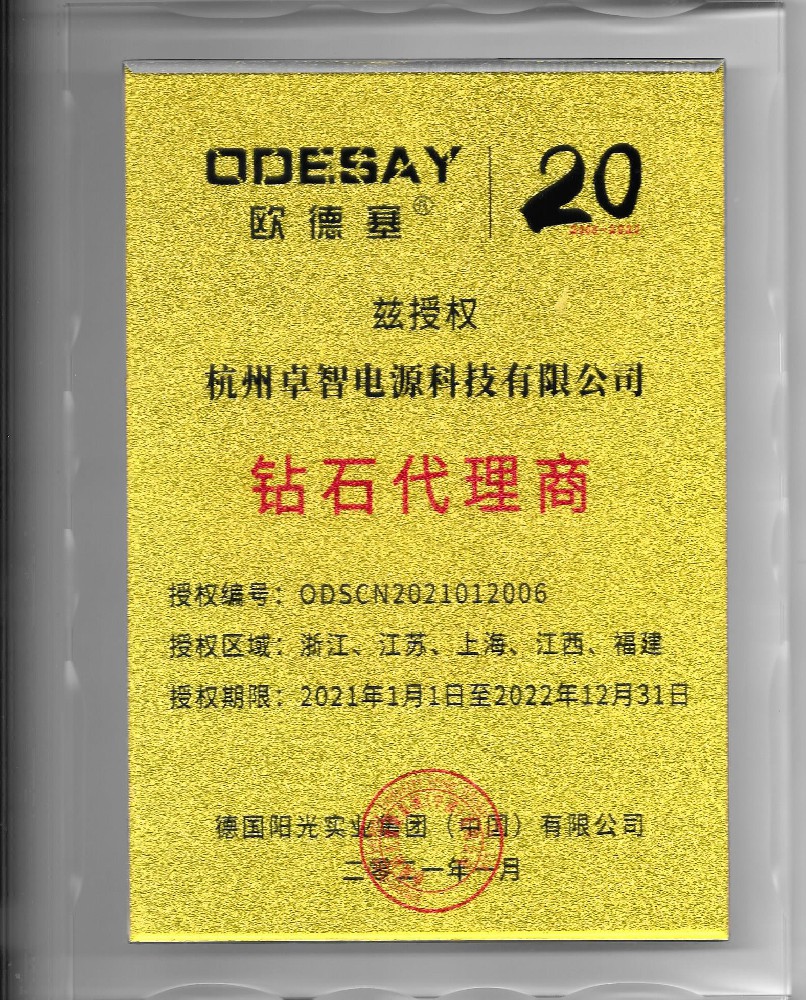 ODESAY 20
欧德塞®
兹授权
杭州卓智电源科技有限公司
钻石代理商
授权编号：ODSCN2021012006
授权区域：浙江、江苏、上海、江西、福建
授权期限：2021年1月1日至2022年12月31日
德国阳光实业集团（中国）有限公司
二零二一年一月